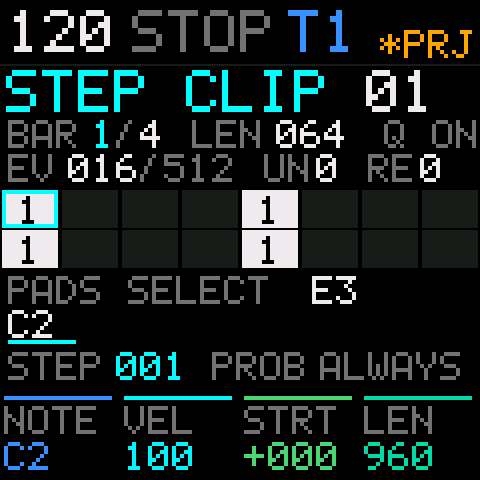 120 STOP T1 *PRJ
STEP CLIP 01
BAR 1/4 LEN 064 Q ON
EV 016/512 UN0 RE0
1 1
1 1
PADS SELECT E3
C2
STEP 001 PROB ALWAYS
NOTE VEL STRT LEN
C2 100 +000 960